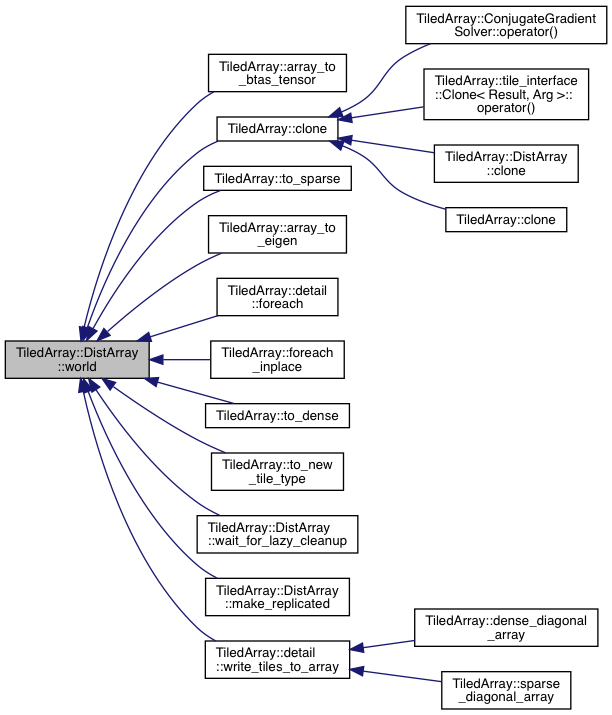 TiledArray::ConjugateGradient
Solver::operator()
TiledArray::array_to
_btas_tensor
TiledArray::tile_interface
::Clone< Result, Arg >::
operator()
TiledArray::clone
TiledArray::DistArray
::clone
TiledArray::to_sparse
TiledArray::clone
TiledArray::array_to
_eigen
TiledArray::detail
::foreach
TiledArray::DistArray
::world
TiledArray::foreach
_inplace
TiledArray::to_dense
TiledArray::to_new
_tile_type
TiledArray::DistArray
::wait_for_lazy_cleanup
TiledArray::DistArray
::make_replicated
TiledArray::dense_diagonal
_array
TiledArray::detail
::write_tiles_to_array
TiledArray::sparse
_diagonal_array